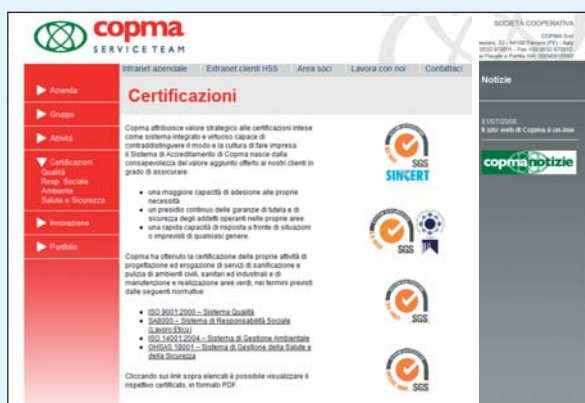 copma
SERVICE TEAM
SOCIETÀ COOPERATIVA
COPMA Scrl
44100 Ferrara (FE) - Italy
Intranet aziendale
Extranet clienti HSS
Area soci
Lavora con noi
Contattaci
Azienda
Gruppo
Attività
Certificazioni
Qualità
Resp. Sociale
Ambiente
Salute e Sicurezza
Innovazione
Portfolio
Certificazioni
Copma attribuisce valore strategico alle certificazioni intese
come sistema integrato e virtuoso capace di
contraddistinguere il modo e la cultura di fare impresa.
Il Sistema di Accreditamento di Copma nasce dalla
consapevolezza del valore aggiunto offerto ai nostri clienti in
grado di assicurare:
una maggiore capacità di adesione alle proprie
necessità
un presidio continuo delle garanzie di tutela e di
sicurezza degli addetti operanti nelle proprie aree
una rapida capacità di risposta a fronte di situazioni
o imprevisti di qualsiasi genere.
Copma ha ottenuto la certificazione delle proprie attività di
progettazione ed erogazione di servizi di sanificazione e
pulizia di ambienti civili, sanitari ed industriali e di
manutenzione e realizzazione aree verdi, nei termini previsti
dalle seguenti normative:
ISO 9001:2000 – Sistema Qualità
SA8000 – Sistema di Responsabilità Sociale
(Lavoro Etico)
ISO 14001:2004 – Sistema di Gestione Ambientale
OHSAS 18001 – Sistema di Gestione della Salute e
della Sicurezza
Cliccando sui link sopra elencati è possibile visualizzare il
rispettivo certificato, in formato PDF.
SGS
SINCERT
SGS
SGS
SGS
Notizie
01/07/2008
Il sito web di Copma è on-line
copmanotizie